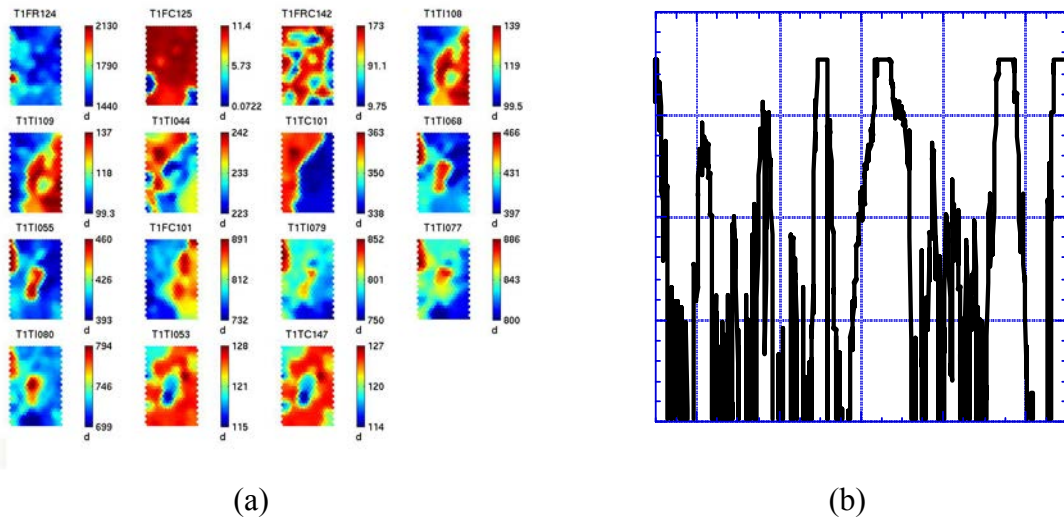 T1FR124 T1FC125 T1FRC142 T1TI108
2130 11.4 173 139
1790 5.73 91.1 119
1440 0.0722 9.75 99.5
d d d d
T1TI109 T1TI044 T1TC101 T1TI068
137 242 363 466
118 233 350 431
99.3 223 338 397
d d d d
T1TI055 T1FC101 T1TI079 T1TI077
460 891 852 886
426 812 801 843
393 732 750 800
d d d d
T1TI080 T1TI053 T1TC147
794 128 127
746 121 120
699 115 114
d d d
(a) (b)